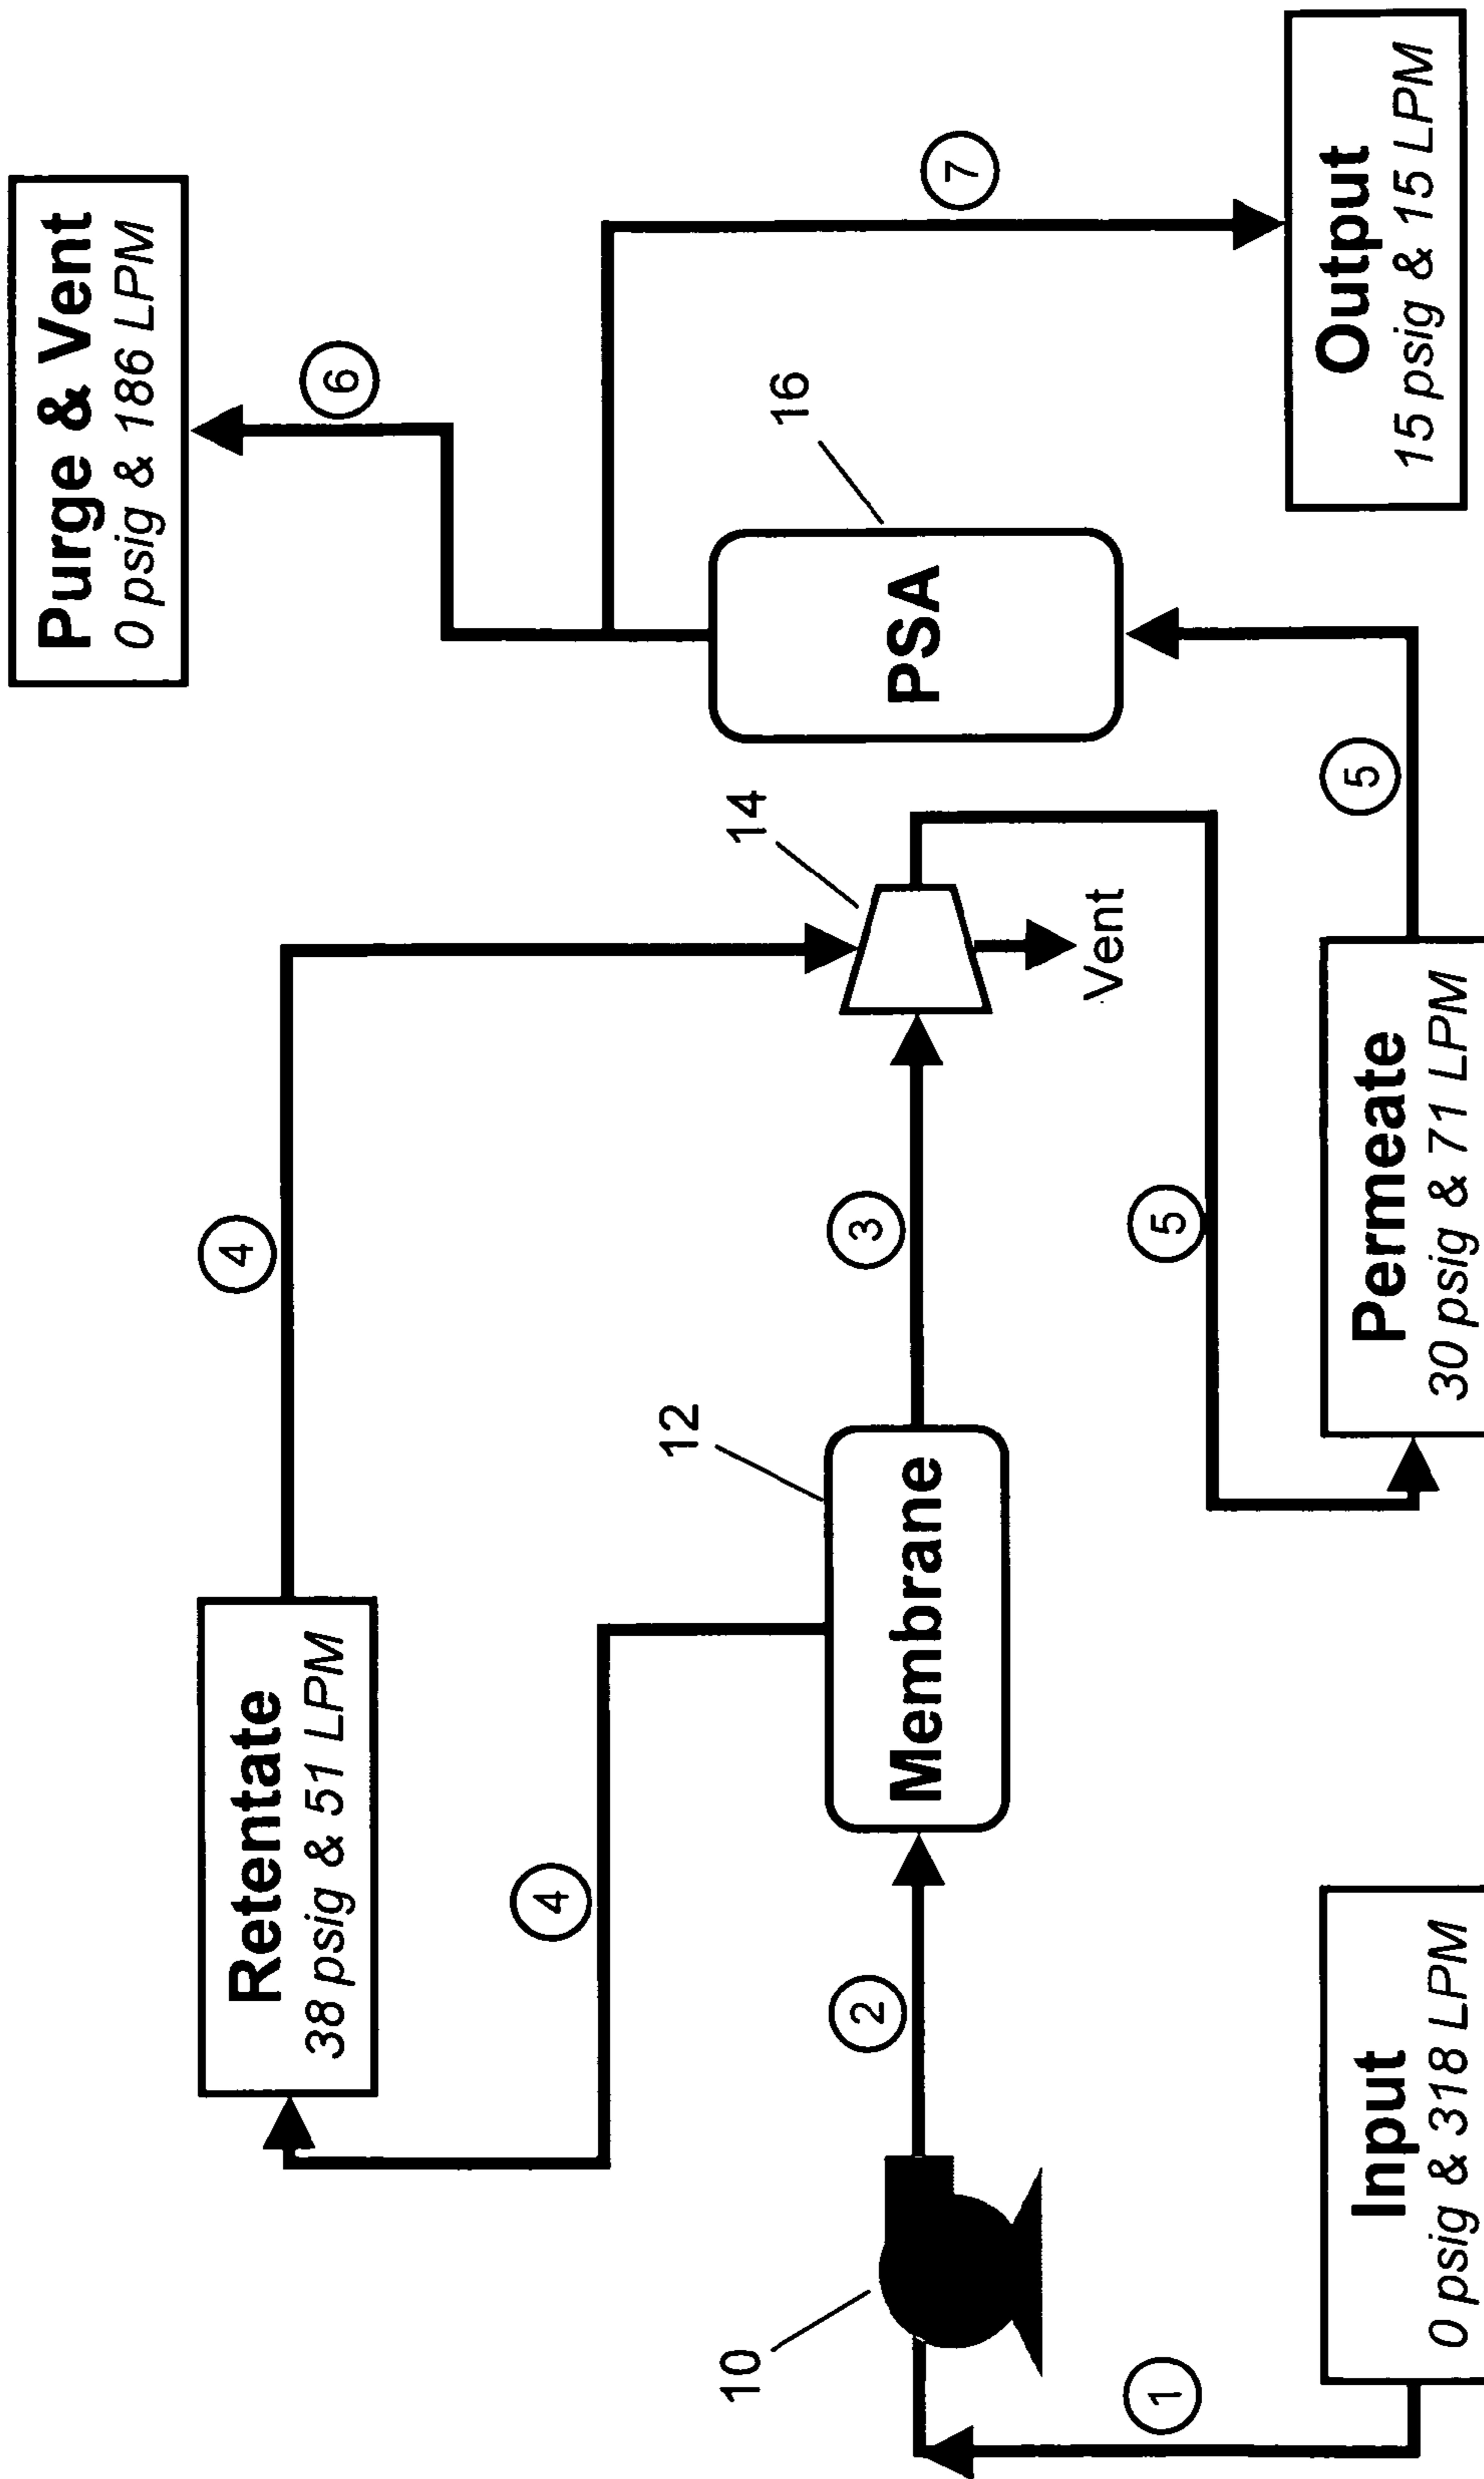 Purge & Vent
0 psig & 186 LPM
Retentate
38 psig & 51 LPM
4
6
4
12
10
14
16
2
3
Membrane
PSA
7
Vent
1
5
5
Input
0 psig & 318 LPM
Permeate
30 psig & 71 LPM
Output
15 psig & 15 LPM